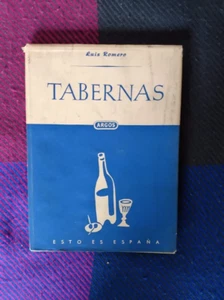 Luis Romero
TABERNAS
ARGOS
ESTO ES ESPAÑA